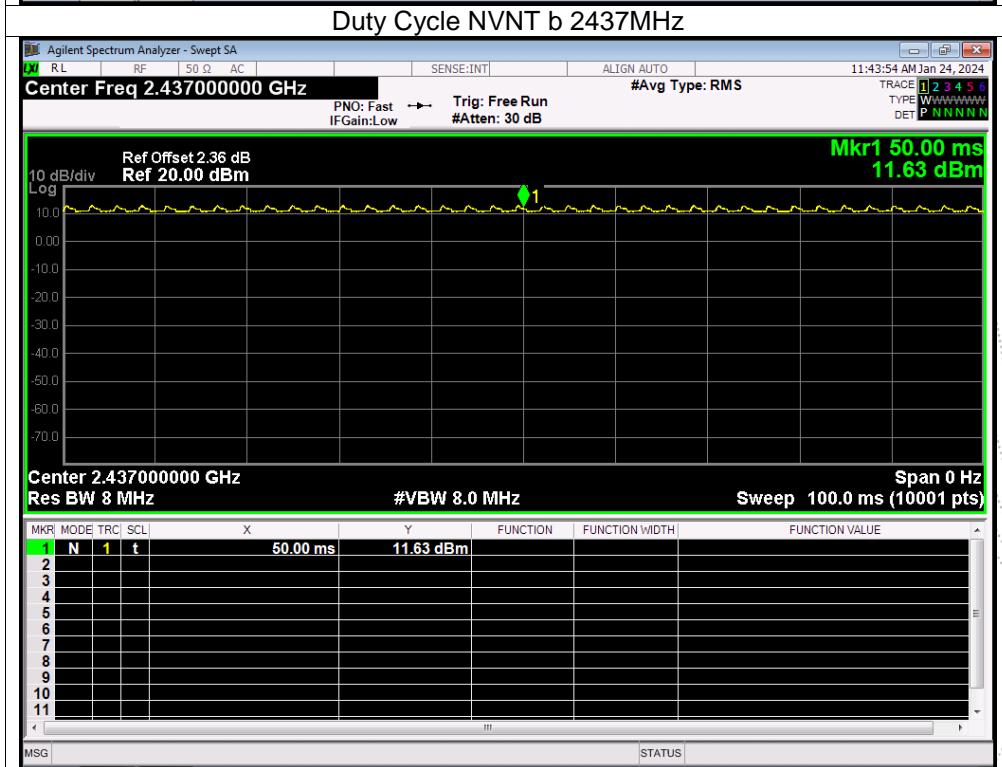 Duty Cycle NVNT b 2437MHz
Agilent Spectrum Analyzer - Swept SA
LXI RL RF 50 Ω AC SENSE:INT ALIGN AUTO 11:43:54 AM Jan 24, 2024
Center Freq 2.437000000 GHz #Avg Type: RMS TRACE 1 2 3 4 5 6
PNO: Fast Trig: Free Run TYPE WWWWWW
IFGain:Low #Atten: 30 dB DET P N N N N N
Mkr1 50.00 ms
Ref Offset 2.36 dB
10 dB/div Ref 20.00 dBm 11.63 dBm
Log
1
10.0
0.00
-10.0
-20.0
-30.0
-40.0
-50.0
-60.0
-70.0
Center 2.437000000 GHz Span 0 Hz
Res BW 8 MHz #VBW 8.0 MHz Sweep 100.0 ms (10001 pts)
MKR MODE TRC SCL X Y FUNCTION FUNCTION WIDTH FUNCTION VALUE
1 N 1 t 50.00 ms 11.63 dBm
2
3
4
5
6
7
8
9
10
11
MSG STATUS